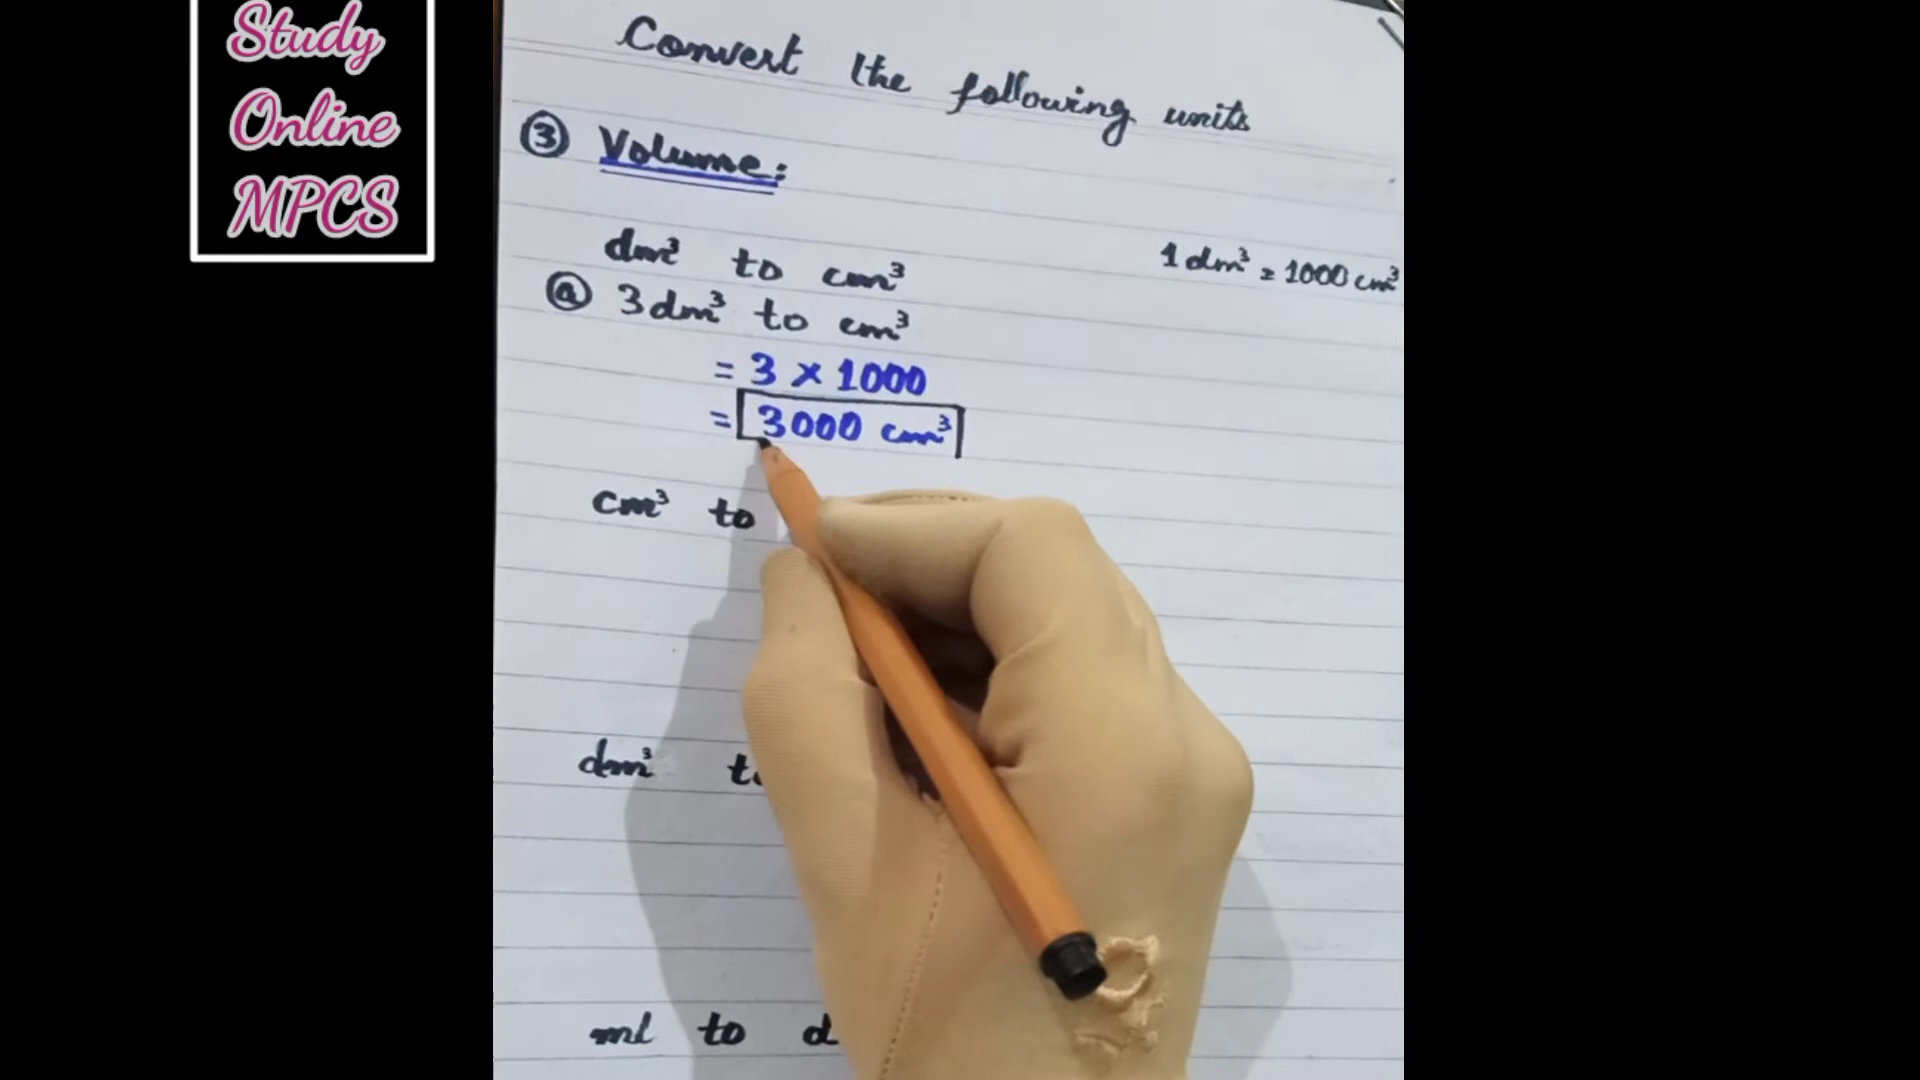 Study
Online
MPCS
Convert the following units
③ Volume:
dm³ to cm³
1 dm³ = 1000 cm³
ⓐ 3dm³ to cm³
= 3 × 1000
= 3000 cm³
cm³ to
dm³
ml to